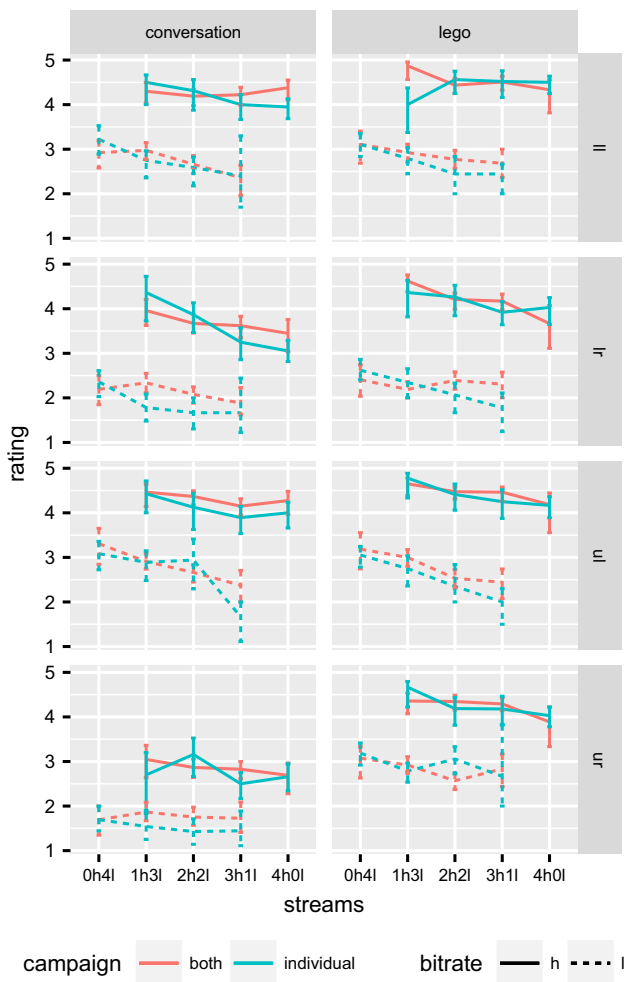 conversation lego
5
4
3
2
1
ll
5
4
3
2
1
lr
5
4
3
2
1
ul
5
4
3
2
1
ur
rating
0h4l 1h3l 2h2l 3h1l 4h0l 0h4l 1h3l 2h2l 3h1l 4h0l
streams
campaign both individual bitrate h l